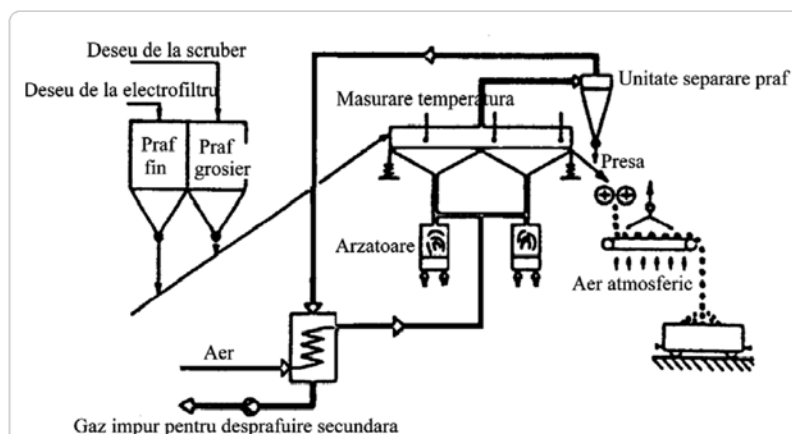 Deseu de la scruber
Deseu de la electrofiltru
Praf
fin
Praf
grosier
Masurare temperatura
Unitate separare praf
Presa
Arzatoare
Aer atmosferic
Aer
Gaz impur pentru desprafuire secundara